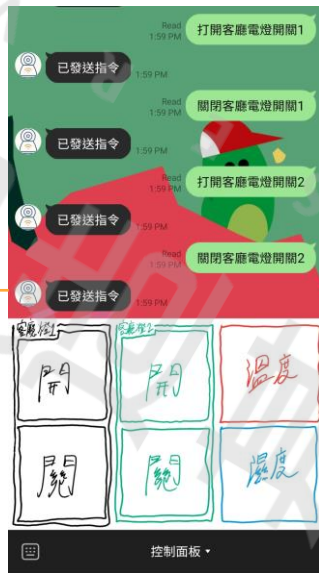 Read
1:59 PM
打開客廳電燈開關1
已發送指令
1:59 PM
Read
1:59 PM
關閉客廳電燈開關1
已發送指令
1:59 PM
Read
1:59 PM
打開客廳電燈開關2
已發送指令
1:59 PM
Read
1:59 PM
關閉客廳電燈開關2
已發送指令
1:59 PM
客廳燈1
客廳燈2
開
開
溫度
關
關
濕度
控制面板